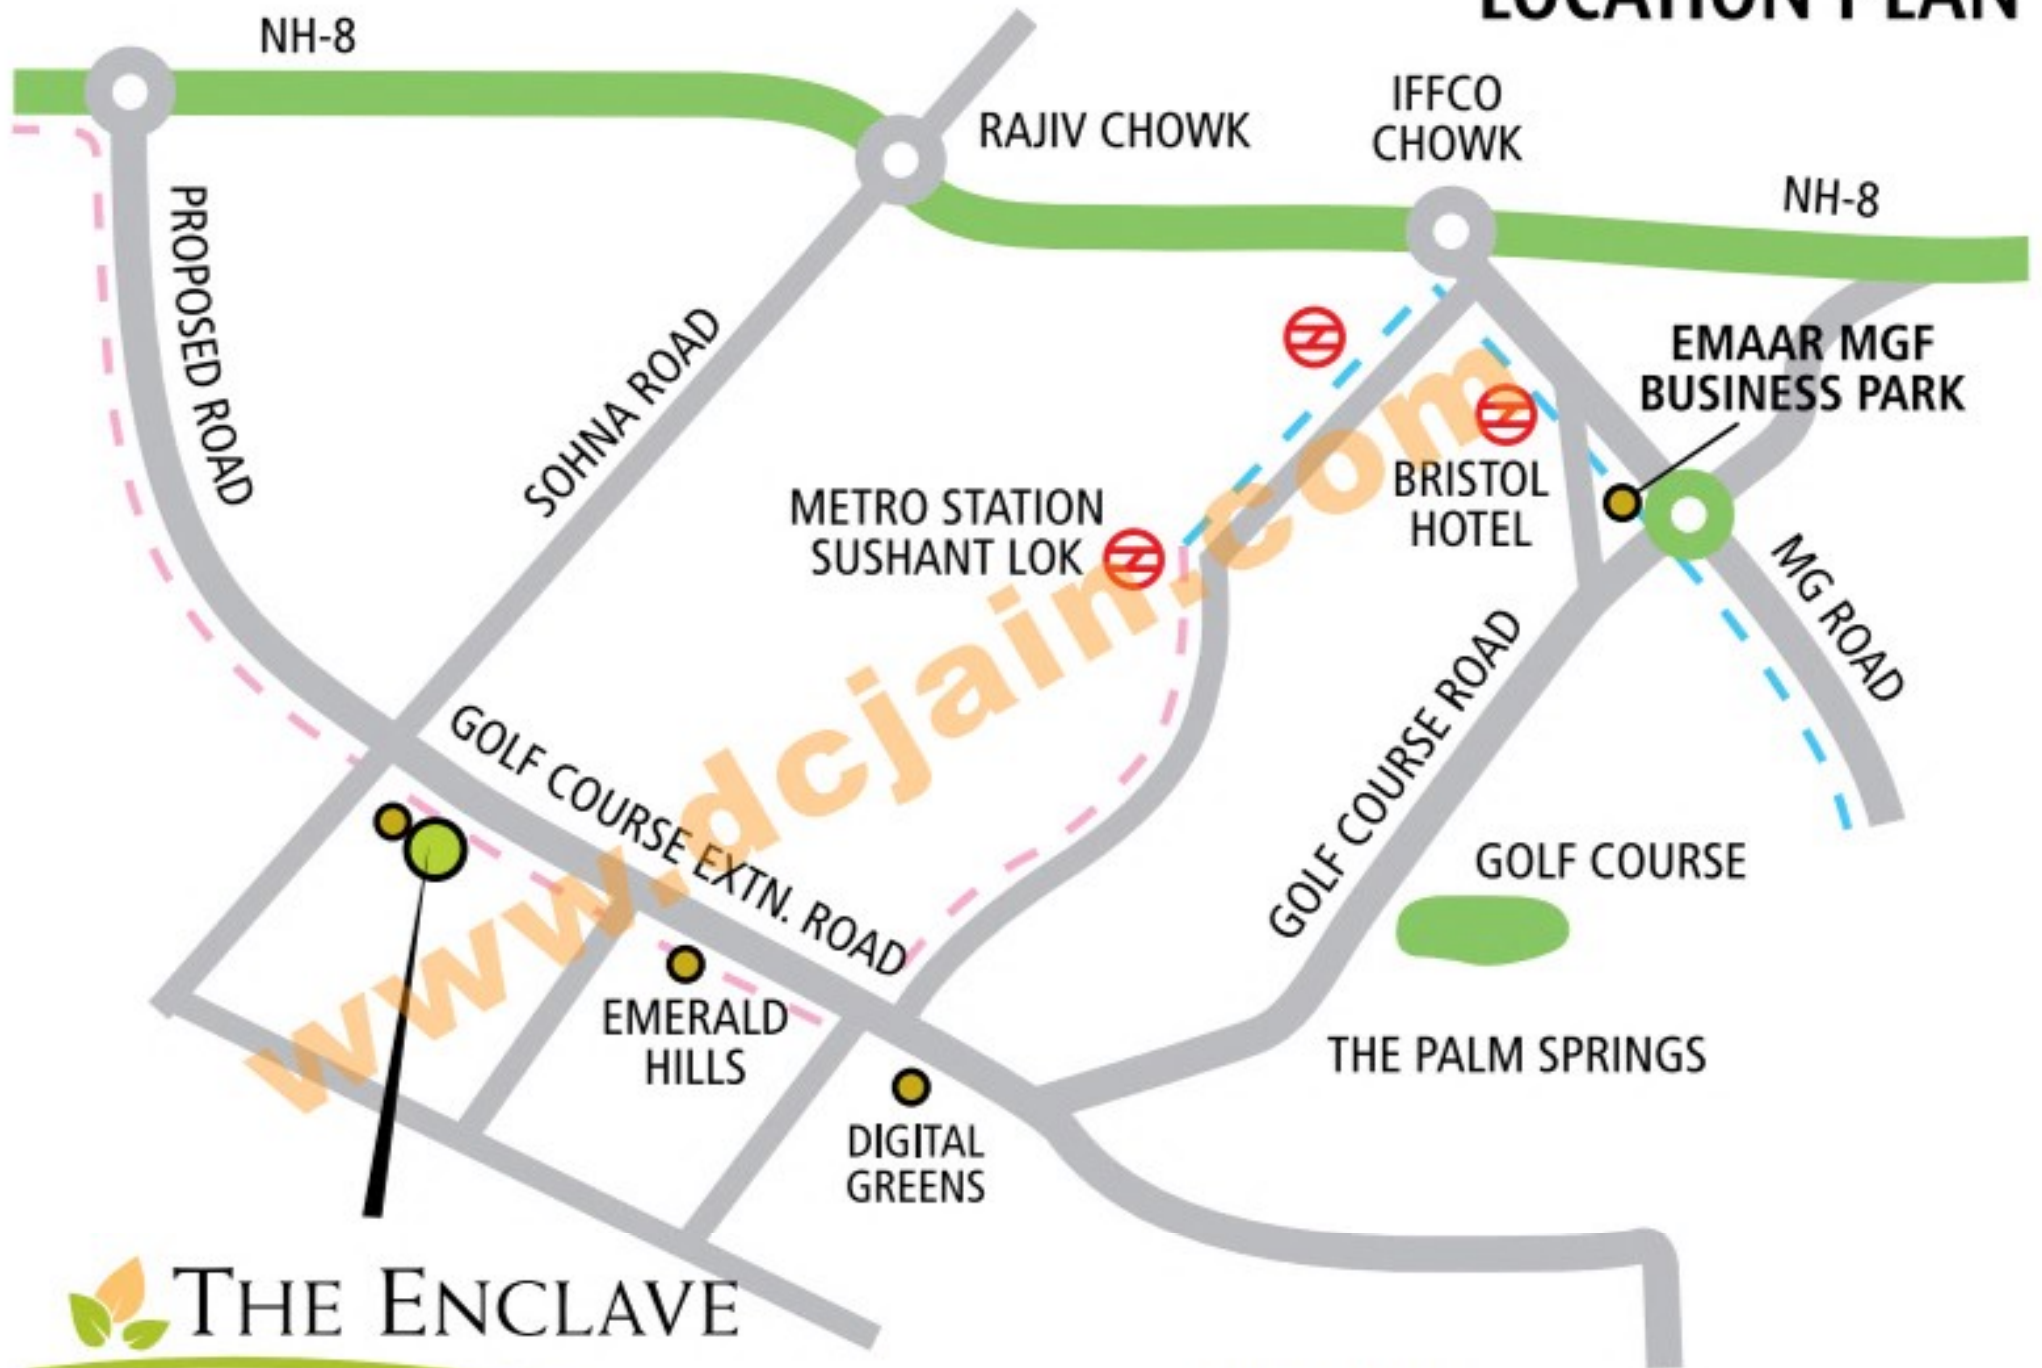 LOCATION PLAN
NH-8
RAJIV CHOWK
IFFCO
CHOWK
NH-8
PROPOSED ROAD
SOHNA ROAD
EMAAR MGF
BUSINESS PARK
METRO STATION
SUSHANT LOK
BRISTOL
HOTEL
MG ROAD
GOLF COURSE ROAD
GOLF COURSE EXTN. ROAD
GOLF COURSE
EMERALD
HILLS
THE PALM SPRINGS
DIGITAL
GREENS
THE ENCLAVE
www.dcjain.com